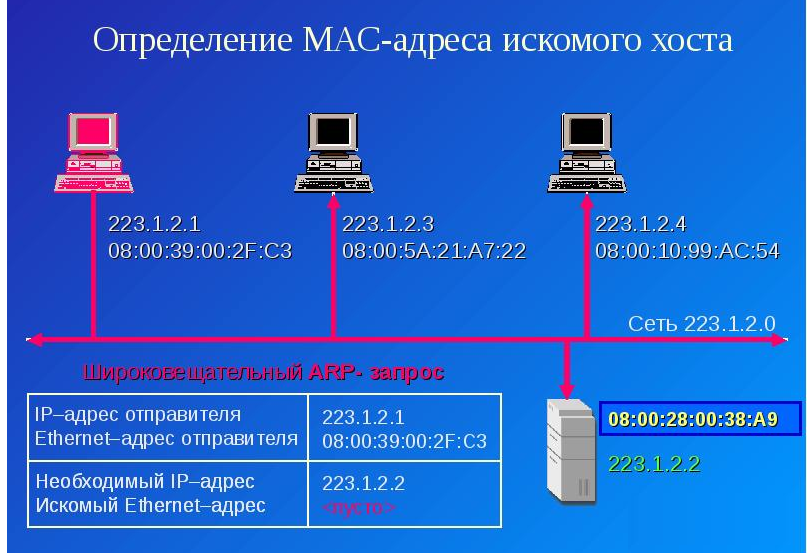 Определение MAC-адреса искомого хоста
223.1.2.1
08:00:39:00:2F:C3
223.1.2.3
08:00:5A:21:A7:22
223.1.2.4
08:00:10:99:AC:54
Сеть 223.1.2.0
Широковещательный ARP- запрос
IP–адрес отправителя
Ethernet–адрес отправителя
223.1.2.1
08:00:39:00:2F:C3
Необходимый IP–адрес
Искомый Ethernet–адрес
223.1.2.2
<пусто>
08:00:28:00:38:A9
223.1.2.2